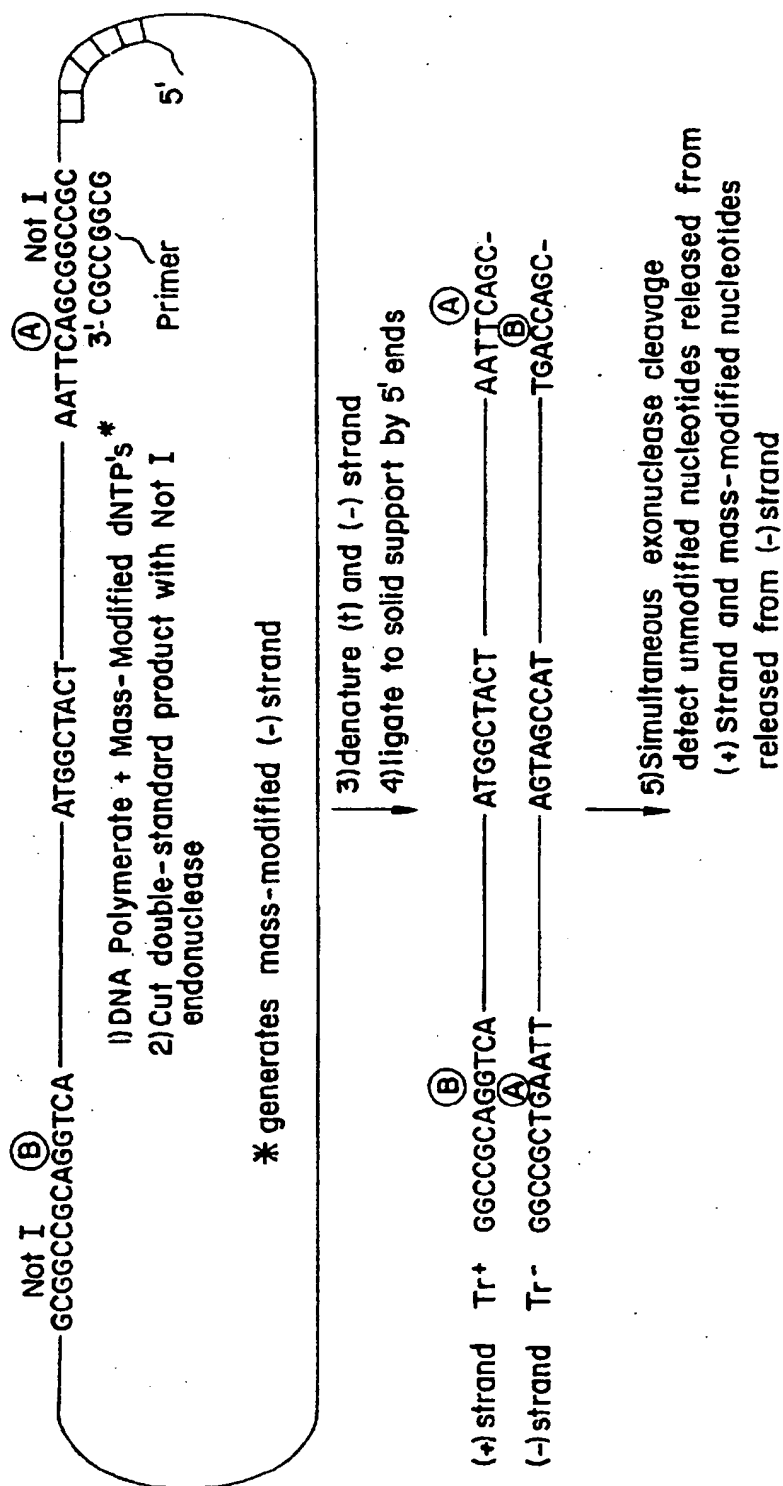 Not I Ⓑ
GCGGCCGCAGGTCA
ATGGCTACT
Ⓐ Not I
AATTCAGCGGCCGC
3'-CGCCGGCG
Primer
5'
1)DNA Polymerate + Mass-Modified dNTP's*
2)Cut double-standard product with Not I
endonuclease
* generates mass-modified (-) strand
3)denature (t) and (-) strand
4)ligate to solid support by 5' ends
(+) strand Tr+ GGCCGCAGGTCA ATGGCTACT AATTCAGC-
Ⓑ Ⓐ
(-) strand Tr- GGCCGCTGAATT AGTAGCCAT TGACCAGC-
Ⓐ Ⓑ
5)Simultaneous exonuclease cleavage
detect unmodified nucleotides released from
(+) Strand and mass-modified nucleotides
released from (-) strand